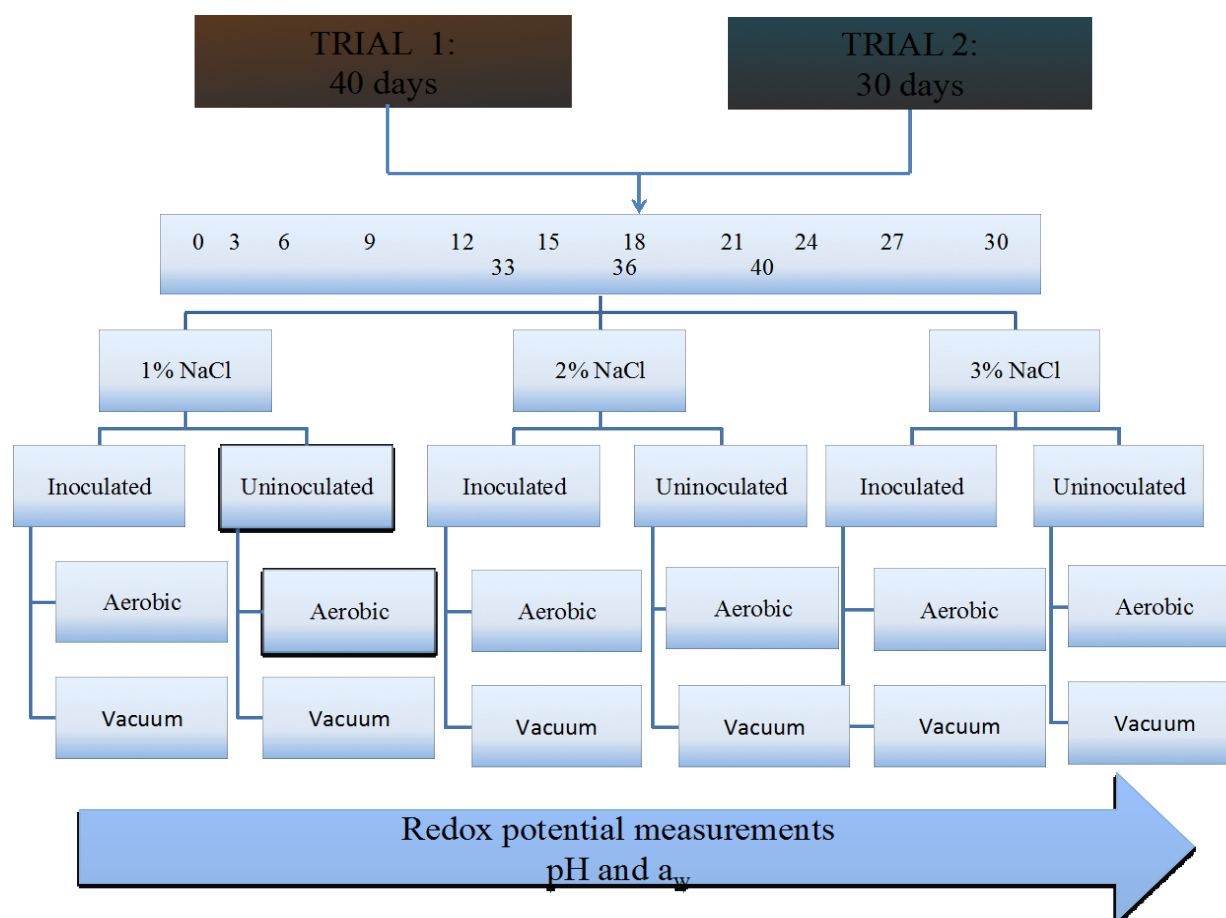 TRIAL 1:
40 days
TRIAL 2:
30 days
0 3 6 9 12 15 18 21 24 27 30
33 36 40
1% NaCl
2% NaCl
3% NaCl
Inoculated
Uninoculated
Inoculated
Uninoculated
Inoculated
Uninoculated
Aerobic
Aerobic
Aerobic
Aerobic
Aerobic
Aerobic
Vacuum
Vacuum
Vacuum
Vacuum
Vacuum
Vacuum
Redox potential measurements
pH and aw